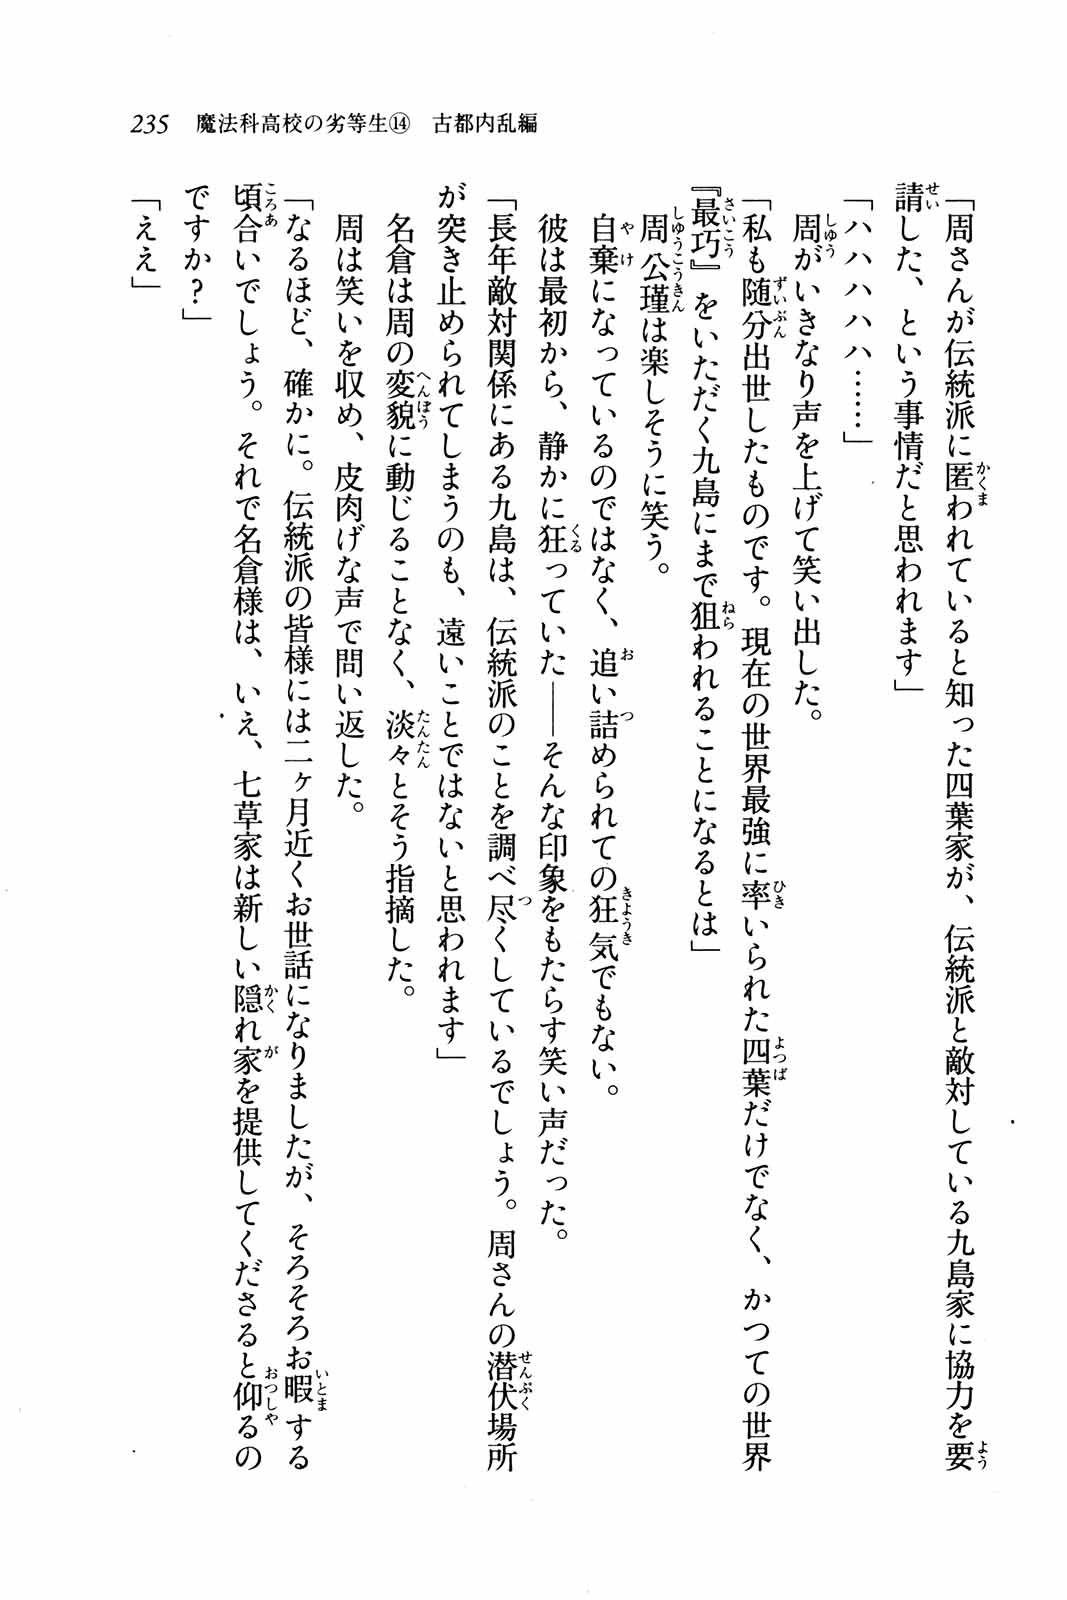 235 魔法科高校の劣等生⑭ 古都内乱編
「周さんが伝統派に匿われていると知った四葉家が、伝統派と敵対している九島家に協力を要
請した、という事情だと思われます」
「ハハハハハ……」
周がいきなり声を上げて笑い出した。
「私も随分出世したものです。現在の世界最強に率いられた四葉だけでなく、かつての世界
『最巧』をいただく九島にまで狙われることになるとは」
周公瑾は楽しそうに笑う。
自棄になっているのではなく、追い詰められての狂気でもない。
彼は最初から、静かに狂っていた――そんな印象をもたらす笑い声だった。
「長年敵対関係にある九島は、伝統派のことを調べ尽くしているでしょう。周さんの潜伏場所
が突き止められてしまうのも、遠いことではないと思われます」
名倉は周の変貌に動じることなく、淡々とそう指摘した。
周は笑いを収め、皮肉げな声で問い返した。
「なるほど、確かに。伝統派の皆様には二ヶ月近くお世話になりましたが、そろそろお暇する
頃合いでしょう。それで名倉様は、いえ、七草家は新しい隠れ家を提供してくださると仰るの
ですか?」
「ええ」